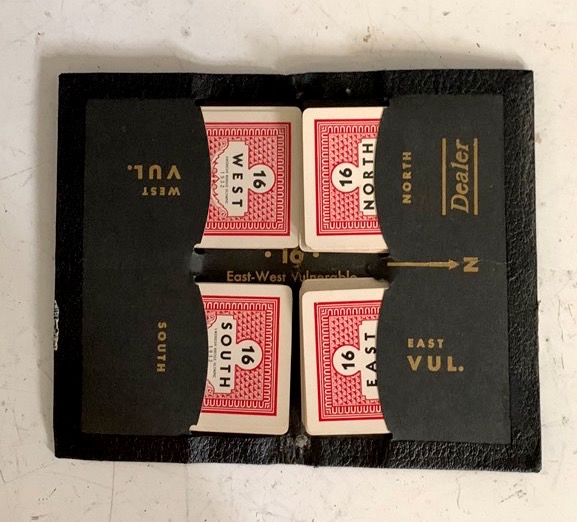 WEST
VUL.
16
WEST
16
NORTH
NORTH
Dealer
• 16 •
East-West Vulnerable
N
SOUTH
16
SOUTH
16
EAST
EAST
VUL.